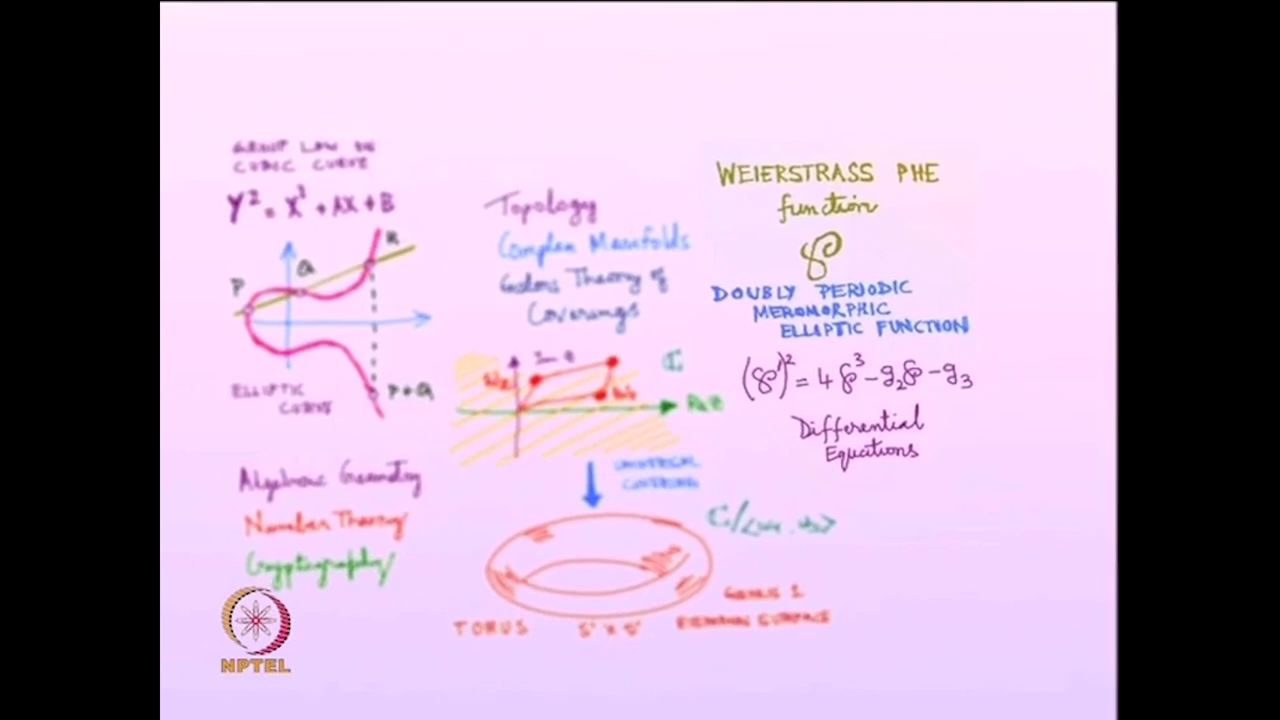 GROUP LAW ON
CUBIC CURVE
Y² = X³ + AX + B
R
Q
P
P + Q
ELLIPTIC
CURVE
Algebraic Geometry
Number Theory
Cryptography
Topology
Complex Manifolds
Galois Theory of
Coverings
Im z
ℂ
Re z
UNIVERSAL
COVERING
TORUS S¹ x S¹
GENUS 1
RIEMANN SURFACE
WEIERSTRASS PHE
function
℘
DOUBLY PERIODIC
MEROMORPHIC
ELLIPTIC FUNCTION
(℘')² = 4℘³ - g₂℘ - g₃
Differential
Equations
NPTEL